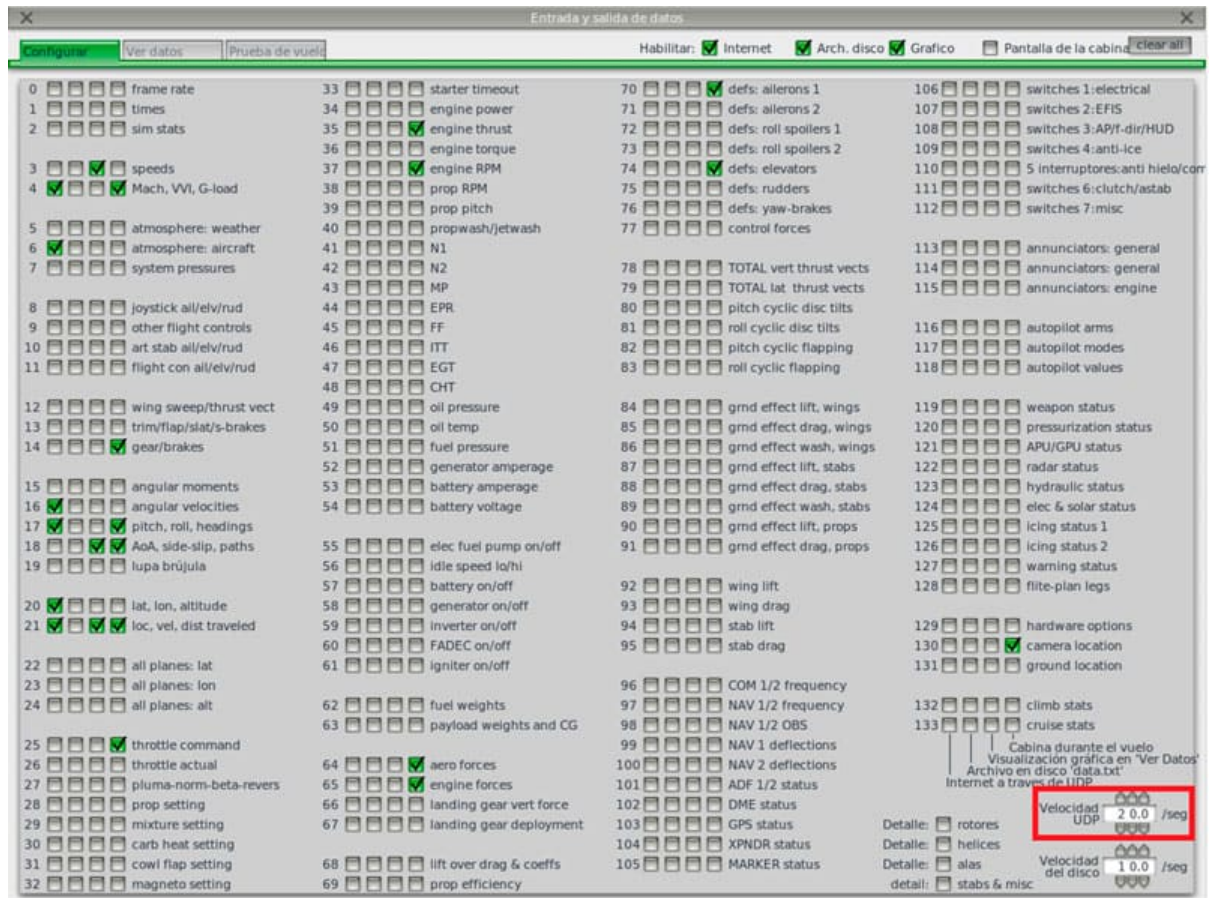 Entrada y salida de datos
Configurar Ver datos Prueba de vuelo Habilitar: Internet Arch. disco Grafico Pantalla de la cabina clear all
0 frame rate
1 times
2 sim stats
3 speeds
4 Mach, VVI, G-load
5 atmosphere: weather
6 atmosphere: aircraft
7 system pressures
8 joystick ail/elv/rud
9 other flight controls
10 art stab ail/elv/rud
11 flight con ail/elv/rud
12 wing sweep/thrust vect
13 trim/flap/slat/s-brakes
14 gear/brakes
15 angular moments
16 angular velocities
17 pitch, roll, headings
18 AoA, side-slip, paths
19 lupa brújula
20 lat, lon, altitude
21 loc, vel, dist traveled
22 all planes: lat
23 all planes: lon
24 all planes: alt
25 throttle command
26 throttle actual
27 pluma-norm-beta-revers
28 prop setting
29 mixture setting
30 carb heat setting
31 cowl flap setting
32 magneto setting
33 starter timeout
34 engine power
35 engine thrust
36 engine torque
37 engine RPM
38 prop RPM
39 prop pitch
40 propwash/jetwash
41 N1
42 N2
43 MP
44 EPR
45 FF
46 ITT
47 EGT
48 CHT
49 oil pressure
50 oil temp
51 fuel pressure
52 generator amperage
53 battery amperage
54 battery voltage
55 elec fuel pump on/off
56 idle speed lo/hi
57 battery on/off
58 generator on/off
59 inverter on/off
60 FADEC on/off
61 igniter on/off
62 fuel weights
63 payload weights and CG
64 aero forces
65 engine forces
66 landing gear vert force
67 landing gear deployment
68 lift over drag & coeffs
69 prop efficiency
70 defs: ailerons 1
71 defs: ailerons 2
72 defs: roll spoilers 1
73 defs: roll spoilers 2
74 defs: elevators
75 defs: rudders
76 defs: yaw-brakes
77 control forces
78 TOTAL vert thrust vects
79 TOTAL lat thrust vects
80 pitch cyclic disc tilts
81 roll cyclic disc tilts
82 pitch cyclic flapping
83 roll cyclic flapping
84 grnd effect lift, wings
85 grnd effect drag, wings
86 grnd effect wash, wings
87 grnd effect lift, stabs
88 grnd effect drag, stabs
89 grnd effect wash, stabs
90 grnd effect lift, props
91 grnd effect drag, props
92 wing lift
93 wing drag
94 stab lift
95 stab drag
96 COM 1/2 frequency
97 NAV 1/2 frequency
98 NAV 1/2 OBS
99 NAV 1 deflections
100 NAV 2 deflections
101 ADF 1/2 status
102 DME status
103 GPS status
104 XPNDR status
105 MARKER status
106 switches 1:electrical
107 switches 2:EFIS
108 switches 3:AP/f-dir/HUD
109 switches 4:anti-ice
110 5 interruptores:anti hielo/com
111 switches 6:clutch/astab
112 switches 7:misc
113 annunciators: general
114 annunciators: general
115 annunciators: engine
116 autopilot arms
117 autopilot modes
118 autopilot values
119 weapon status
120 pressurization status
121 APU/GPU status
122 radar status
123 hydraulic status
124 elec & solar status
125 icing status 1
126 icing status 2
127 warning status
128 flite-plan legs
129 hardware options
130 camera location
131 ground location
132 climb stats
133 cruise stats
Cabina durante el vuelo
Visualización gráfica en 'Ver Datos'
Archivo en disco 'data.txt'
Internet a traves de UDP
Detalle: rotores
Detalle: helices
Detalle: alas
detail: stabs & misc
Velocidad
UDP 2 0.0 /seg
Velocidad
del disco 1 0.0 /seg